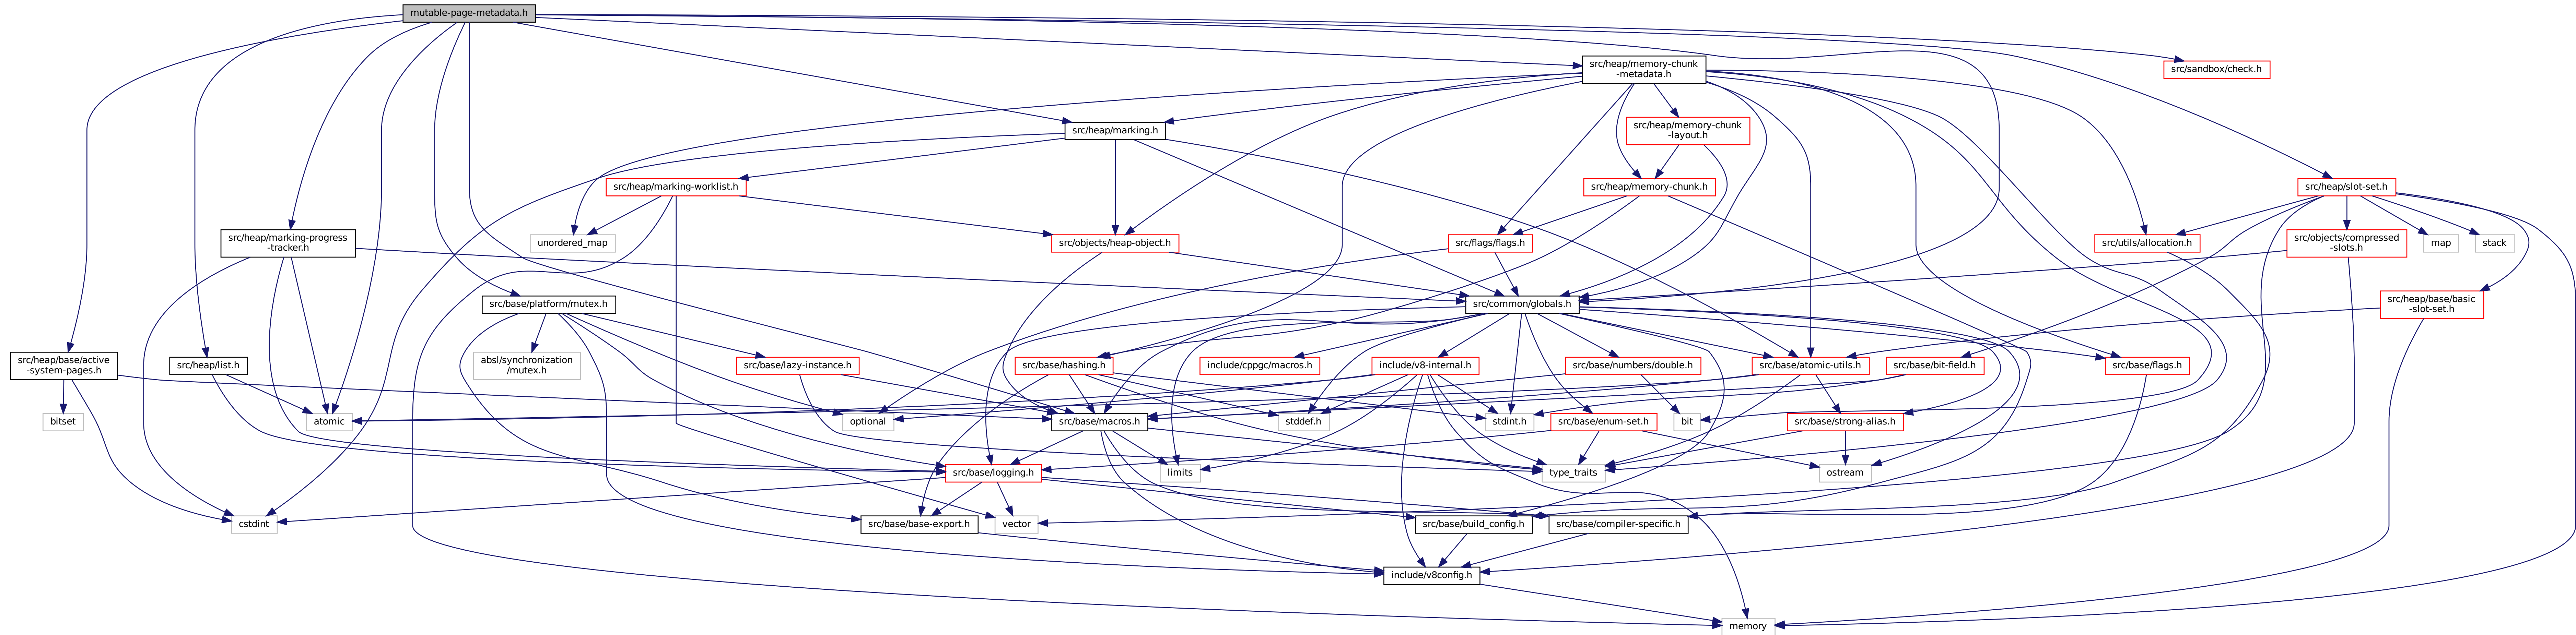 mutable-page-metadata.h
src/heap/memory-chunk
-metadata.h
src/sandbox/check.h
src/heap/marking.h
src/heap/memory-chunk
-layout.h
src/heap/marking-worklist.h
src/heap/memory-chunk.h
src/heap/slot-set.h
src/heap/marking-progress
-tracker.h
unordered_map
src/objects/heap-object.h
src/flags/flags.h
src/utils/allocation.h
src/objects/compressed
-slots.h
map
stack
src/base/platform/mutex.h
src/common/globals.h
src/heap/base/basic
-slot-set.h
src/heap/base/active
-system-pages.h
src/heap/list.h
absl/synchronization
/mutex.h
src/base/lazy-instance.h
src/base/hashing.h
include/cppgc/macros.h
include/v8-internal.h
src/base/numbers/double.h
src/base/atomic-utils.h
src/base/bit-field.h
src/base/flags.h
bitset
atomic
optional
src/base/macros.h
stddef.h
stdint.h
src/base/enum-set.h
bit
src/base/strong-alias.h
src/base/logging.h
limits
type_traits
ostream
cstdint
src/base/base-export.h
vector
src/base/build_config.h
src/base/compiler-specific.h
include/v8config.h
memory